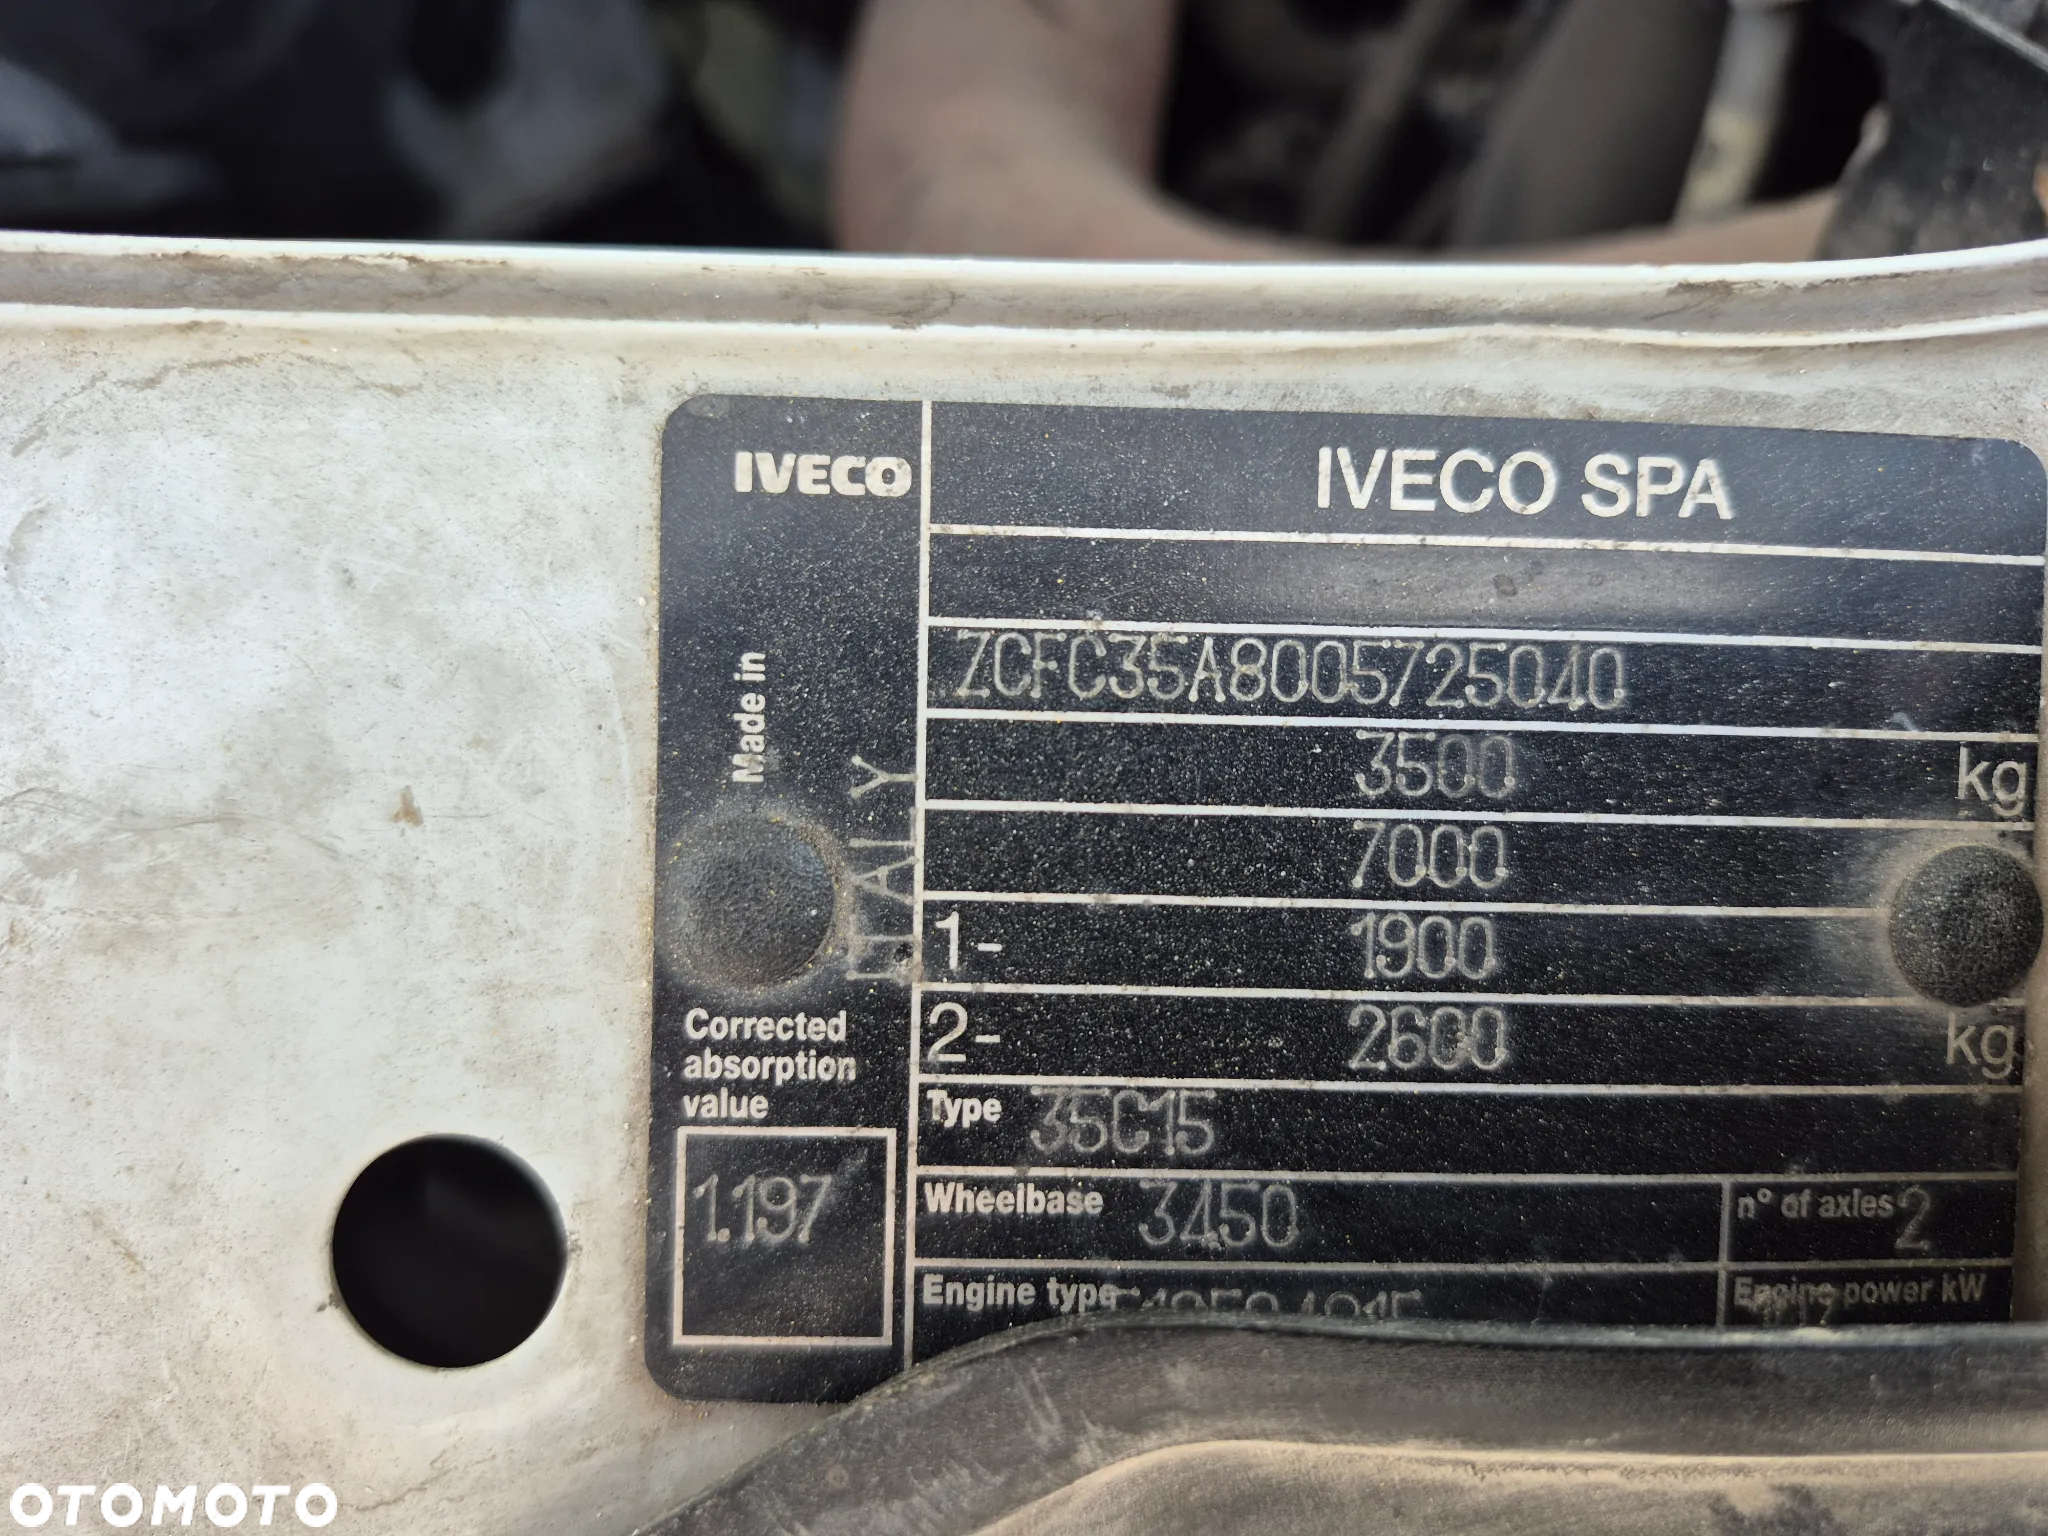 IVECO
IVECO SPA
ZCFC35A8005725040
3500 kg
7000
1- 1900
2- 2600 kg
Made in
ITALY
Corrected
absorption
value
1.197
Type 35C15
Wheelbase 3450
n° of axles 2
Engine type
Engine power kW
OTOMOTO